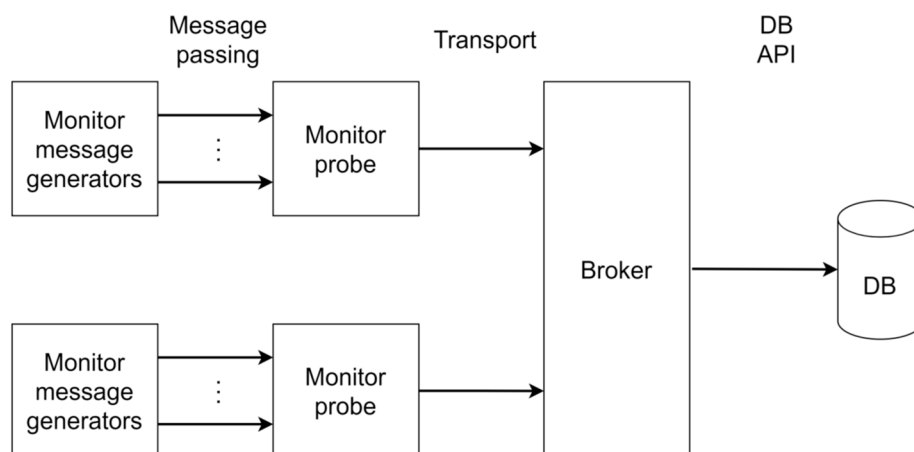 Message
passing
Transport
DB
API
Monitor
message
generators
⋮
Monitor
probe
Broker
DB
Monitor
message
generators
⋮
Monitor
probe